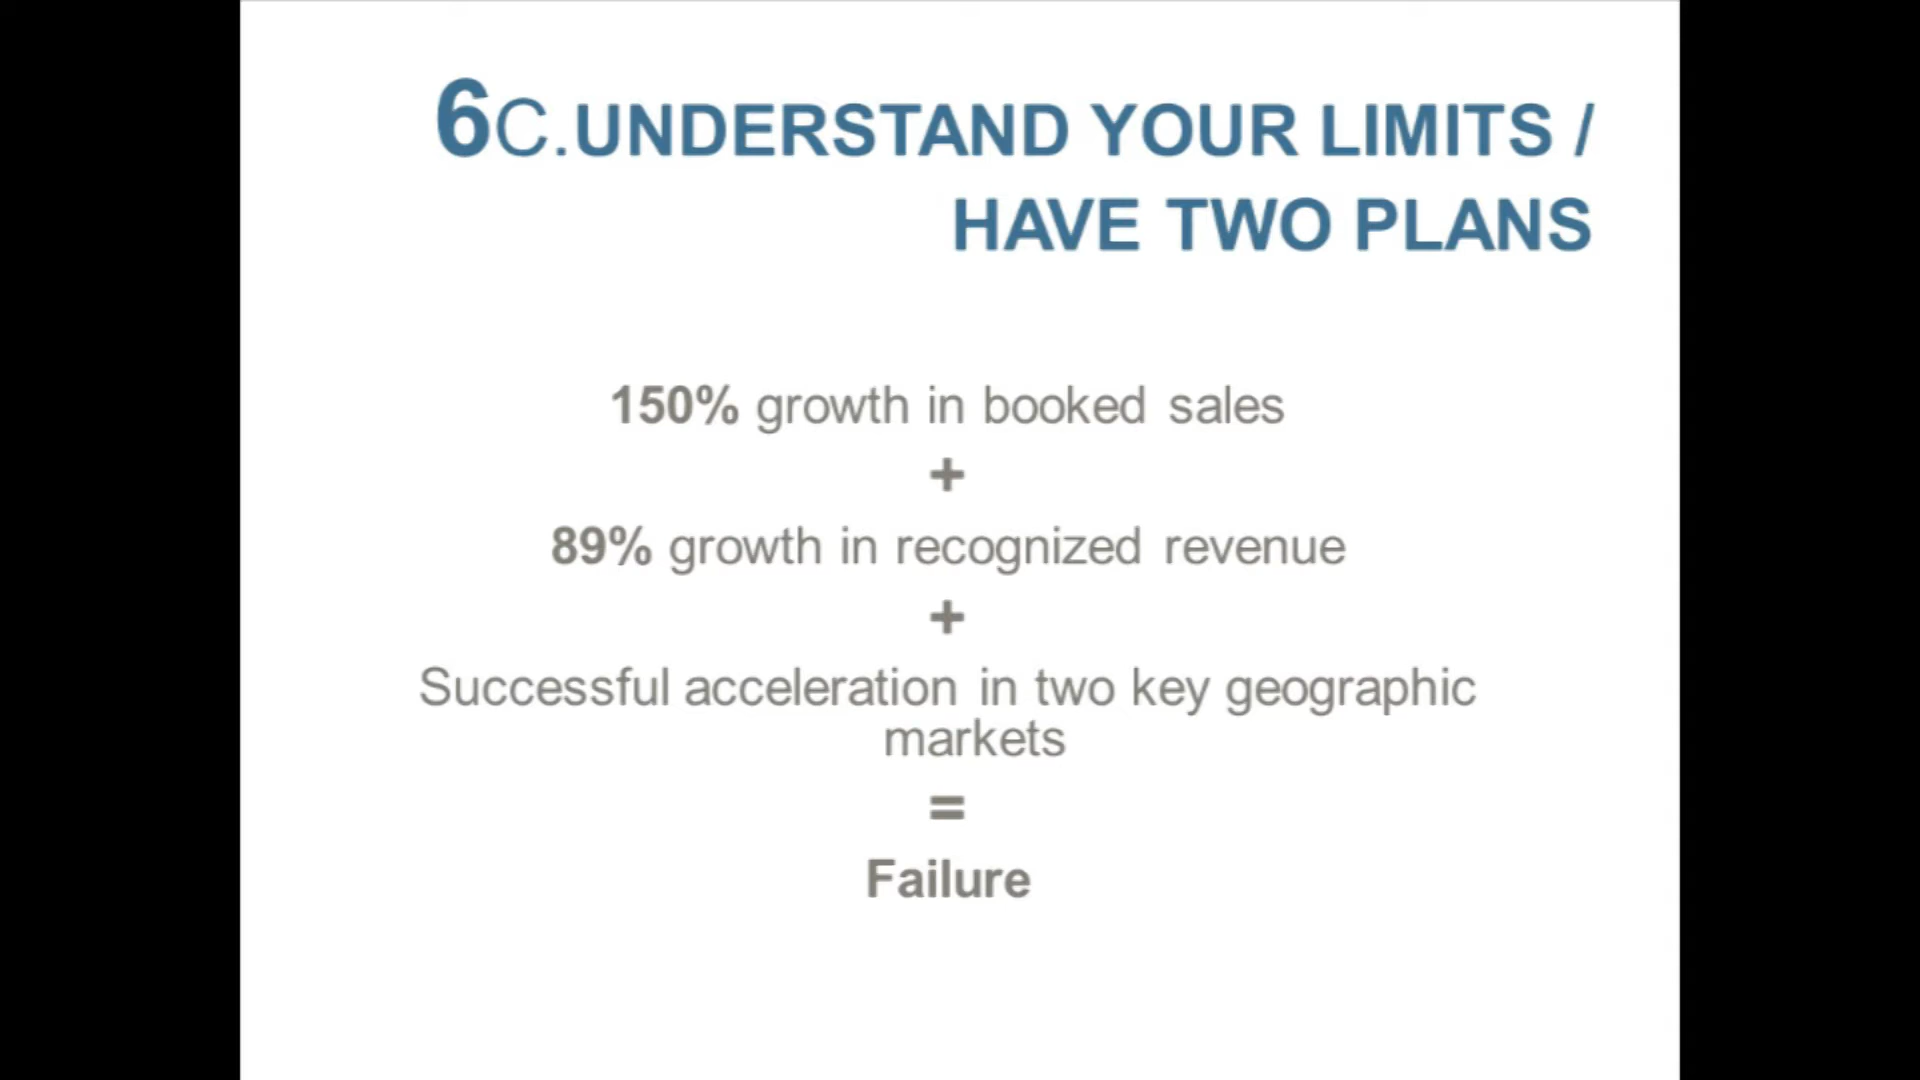 6C.UNDERSTAND YOUR LIMITS /
HAVE TWO PLANS
150% growth in booked sales
+
89% growth in recognized revenue
+
Successful acceleration in two key geographic
markets
=
Failure